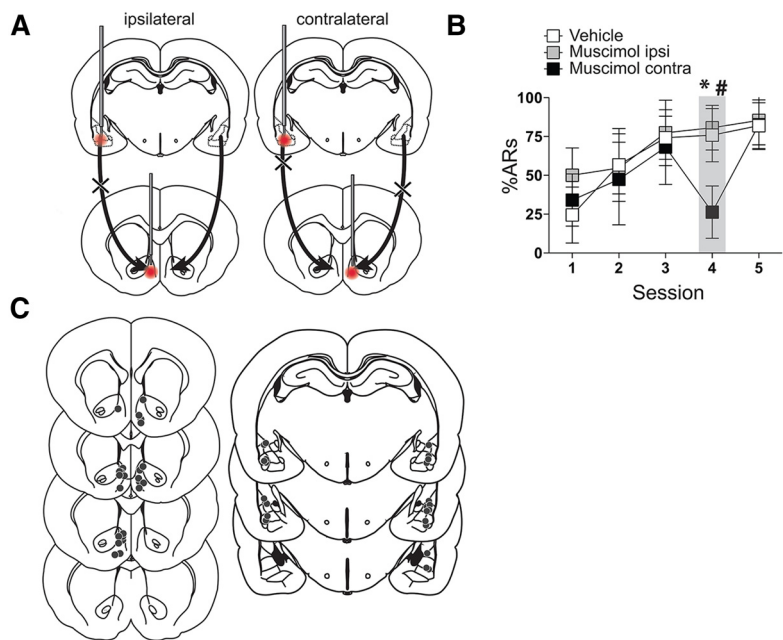 A
ipsilateral
contralateral
B
Vehicle
Muscimol ipsi
Muscimol contra
* #
100
75
50
25
0
%ARs
1 2 3 4 5
Session
C